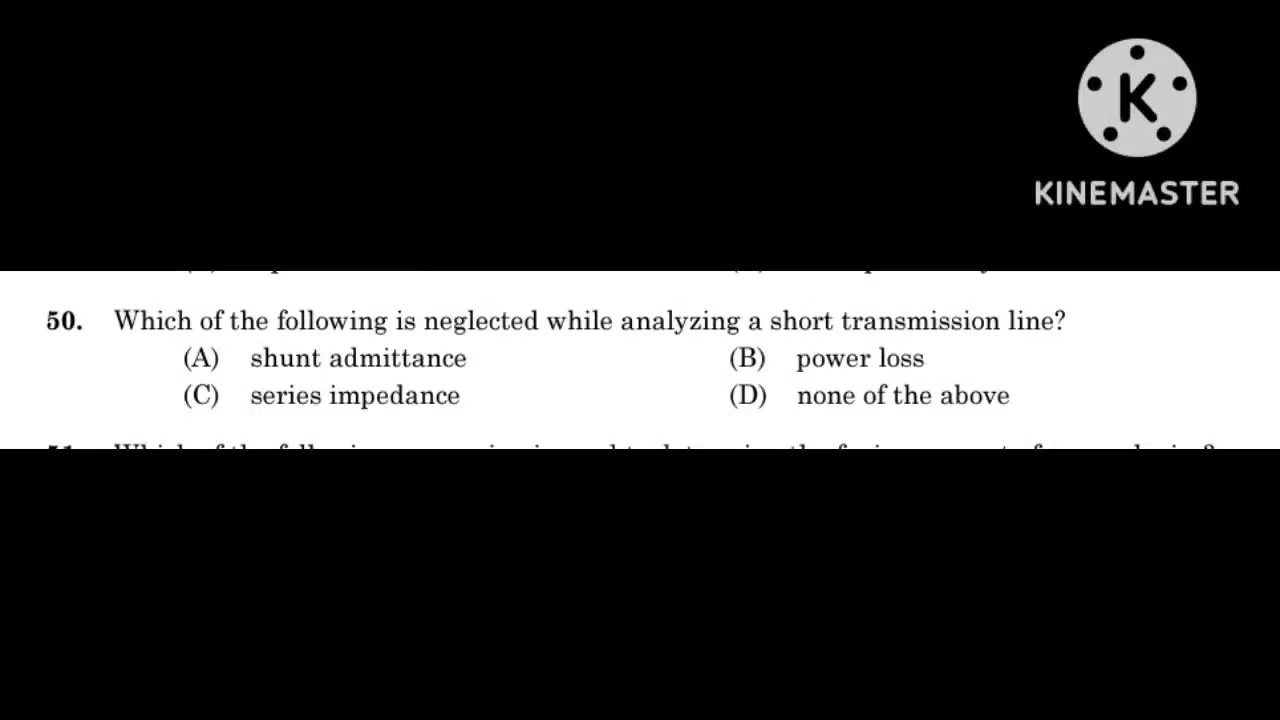 K
KINEMASTER
50. Which of the following is neglected while analyzing a short transmission line?
(A) shunt admittance (B) power loss
(C) series impedance (D) none of the above